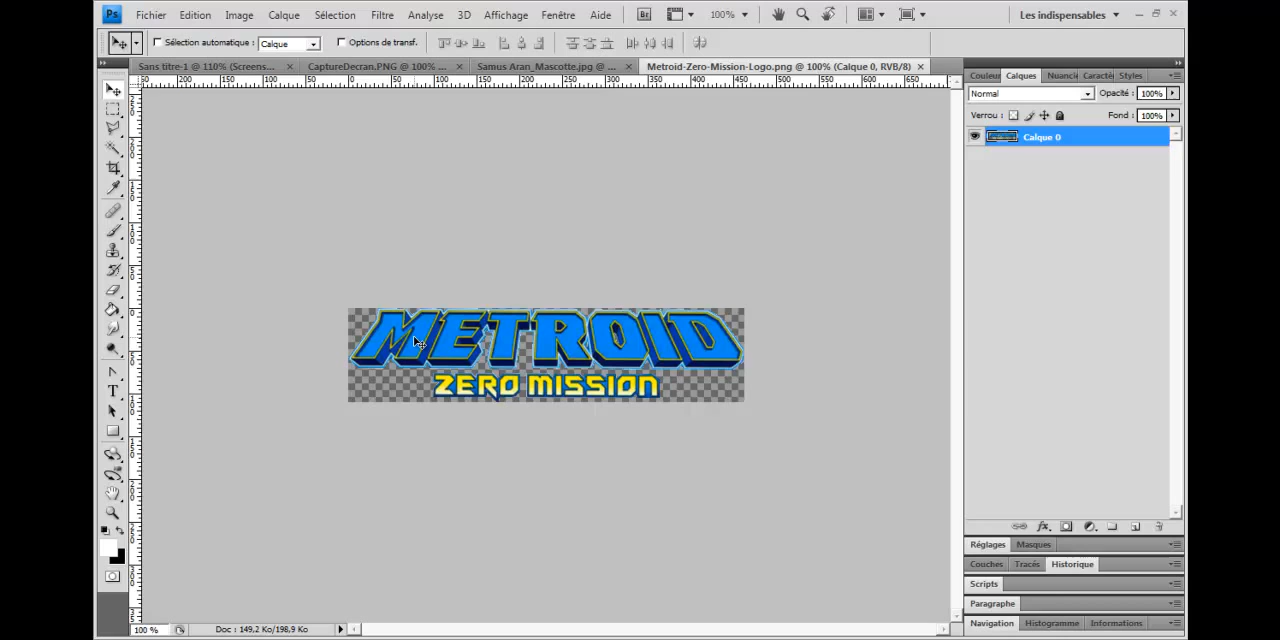 Ps Fichier Edition Image Calque Sélection Filtre Analyse 3D Affichage Fenêtre Aide Br 100% Les indispensables
Sélection automatique : Calque Options de transf.
Sans titre-1 @ 110% (Screens... × CaptureDecran.PNG @ 100% ... × Samus Aran_Mascotte.jpg @ ... × Metroid-Zero-Mission-Logo.png @ 100% (Calque 0, RVB/8) ×
Couleur Calques Nuancie Caractè Styles
Normal Opacité : 100%
Verrou : Fond : 100%
Calque 0
METROID
ZERO MISSION
T
Réglages Masques
Couches Tracés Historique
Scripts
Paragraphe
Navigation Histogramme Informations
100 % Doc : 149,2 Ko/198,9 Ko